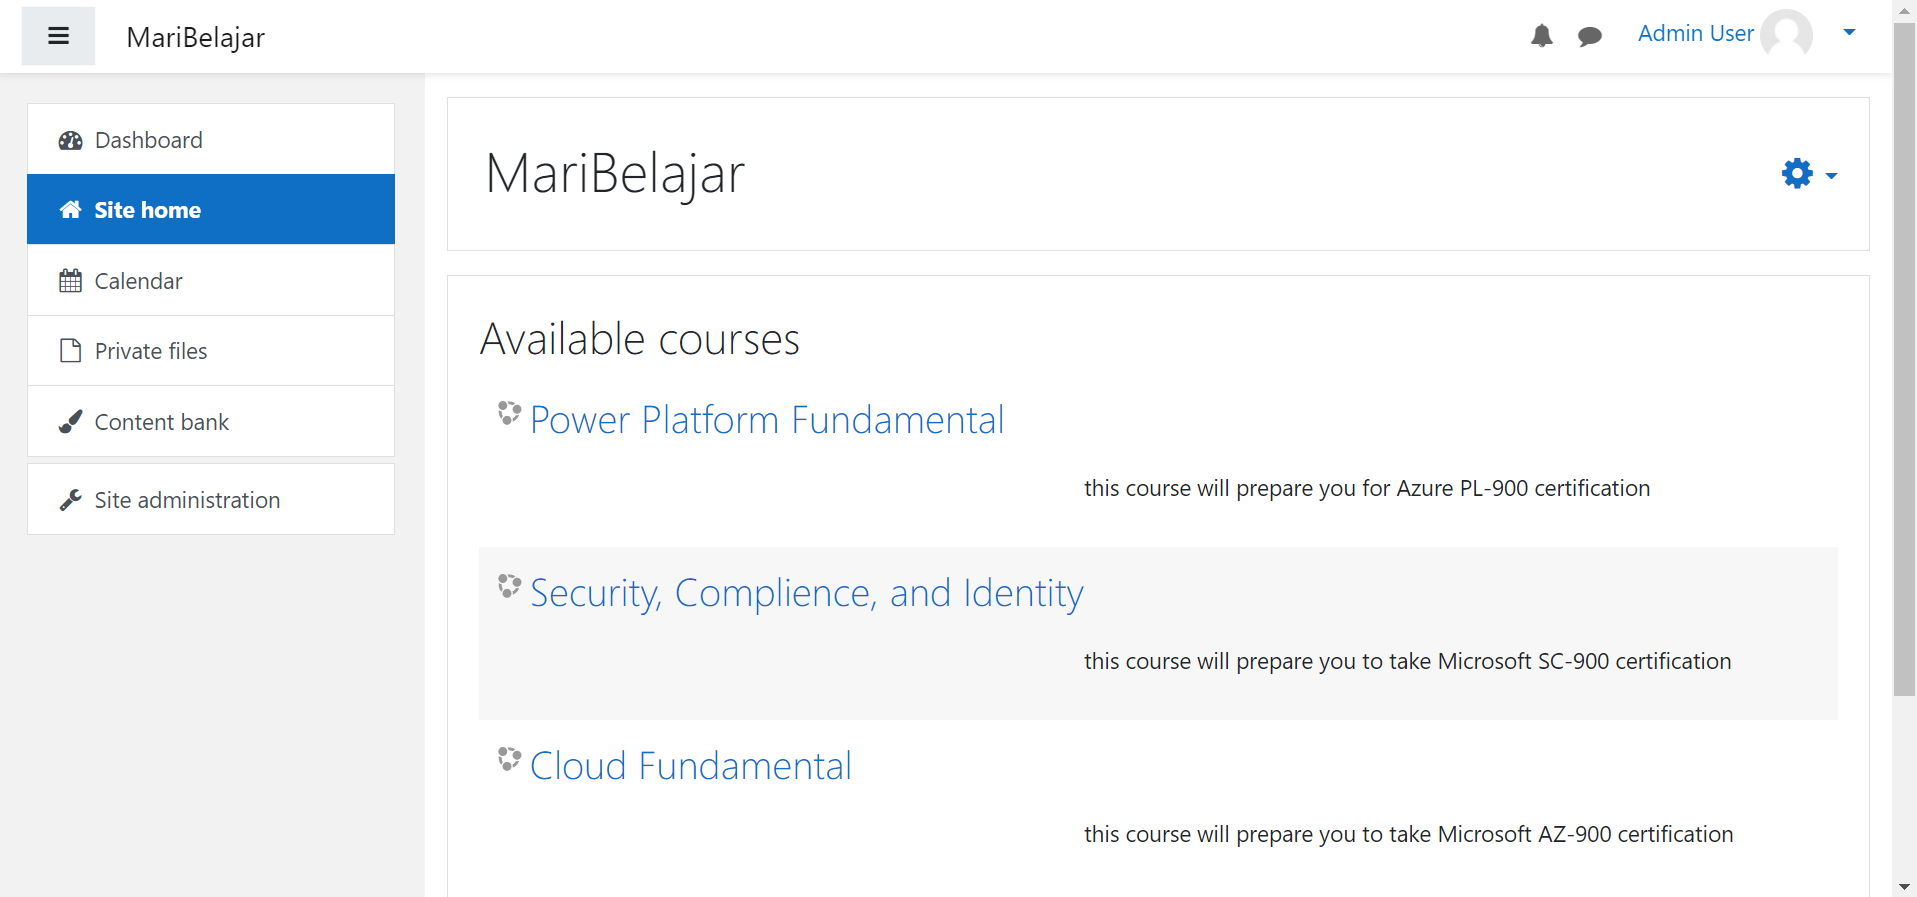 MariBelajar
Admin User
Dashboard
Site home
Calendar
Private files
Content bank
Site administration
MariBelajar
Available courses
Power Platform Fundamental
this course will prepare you for Azure PL-900 certification
Security, Complience, and Identity
this course will prepare you to take Microsoft SC-900 certification
Cloud Fundamental
this course will prepare you to take Microsoft AZ-900 certification